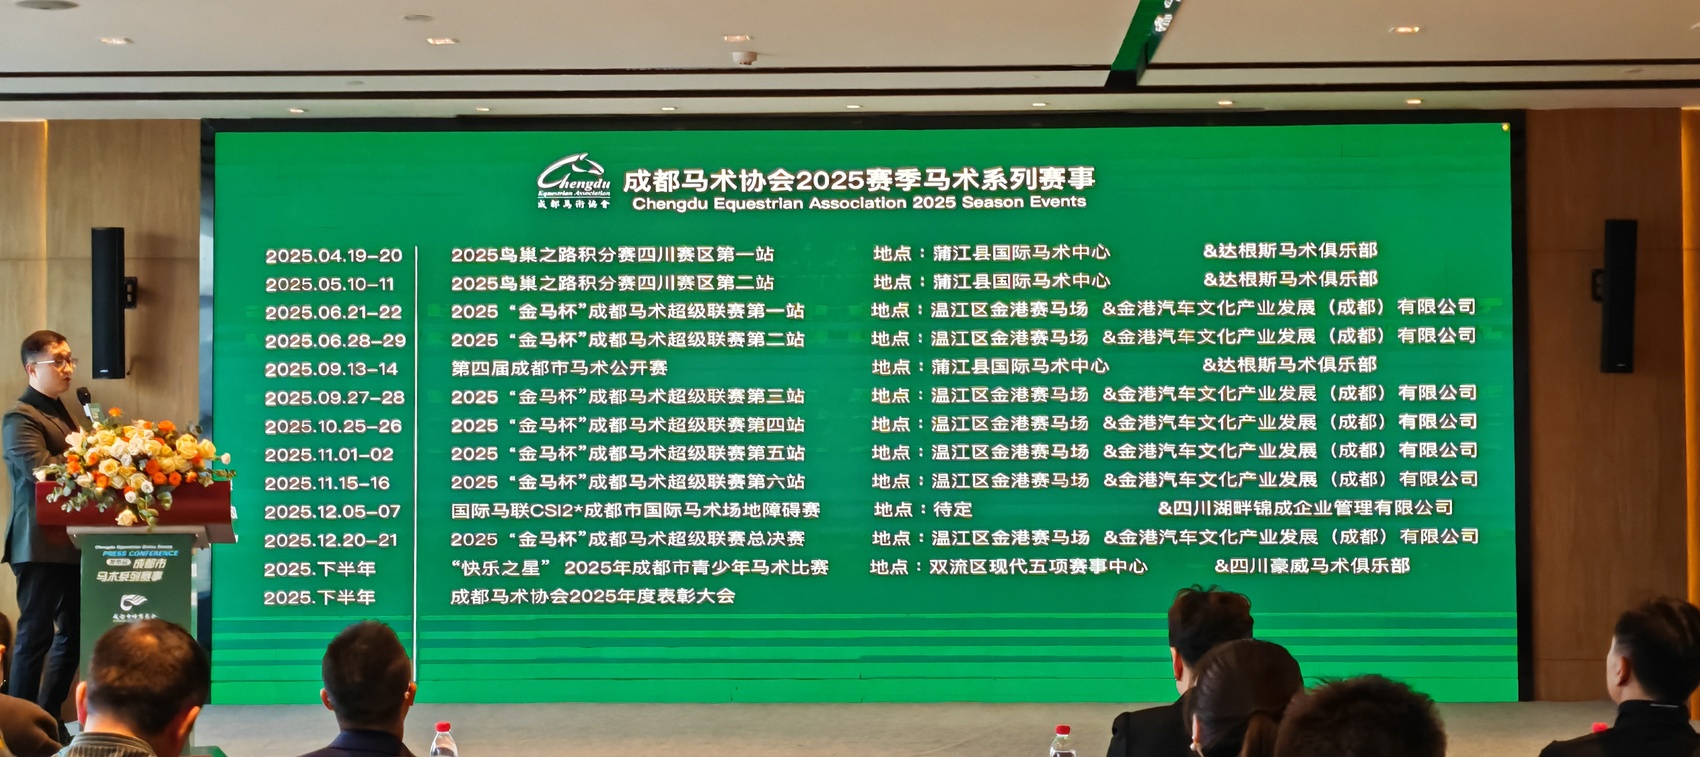 Chengdu
Equestrian Association
成都馬術協會
成都马术协会2025赛季马术系列赛事
Chengdu Equestrian Association 2025 Season Events
2025.04.19-20 2025鸟巢之路积分赛四川赛区第一站 地点：蒲江县国际马术中心 &达根斯马术俱乐部
2025.05.10-11 2025鸟巢之路积分赛四川赛区第二站 地点：蒲江县国际马术中心 &达根斯马术俱乐部
2025.06.21-22 2025 “金马杯”成都马术超级联赛第一站 地点：温江区金港赛马场 &金港汽车文化产业发展（成都）有限公司
2025.06.28-29 2025 “金马杯”成都马术超级联赛第二站 地点：温江区金港赛马场 &金港汽车文化产业发展（成都）有限公司
2025.09.13-14 第四届成都市马术公开赛 地点：蒲江县国际马术中心 &达根斯马术俱乐部
2025.09.27-28 2025 “金马杯”成都马术超级联赛第三站 地点：温江区金港赛马场 &金港汽车文化产业发展（成都）有限公司
2025.10.25-26 2025 “金马杯”成都马术超级联赛第四站 地点：温江区金港赛马场 &金港汽车文化产业发展（成都）有限公司
2025.11.01-02 2025 “金马杯”成都马术超级联赛第五站 地点：温江区金港赛马场 &金港汽车文化产业发展（成都）有限公司
2025.11.15-16 2025 “金马杯”成都马术超级联赛第六站 地点：温江区金港赛马场 &金港汽车文化产业发展（成都）有限公司
2025.12.05-07 国际马联CSI2*成都市国际马术场地障碍赛 地点：待定 &四川湖畔锦成企业管理有限公司
2025.12.20-21 2025 “金马杯”成都马术超级联赛总决赛 地点：温江区金港赛马场 &金港汽车文化产业发展（成都）有限公司
2025.下半年 “快乐之星” 2025年成都市青少年马术比赛 地点：双流区现代五项赛事中心 &四川豪威马术俱乐部
2025.下半年 成都马术协会2025年度表彰大会
PRESS CONFERENCE
成都市
马术系列赛事